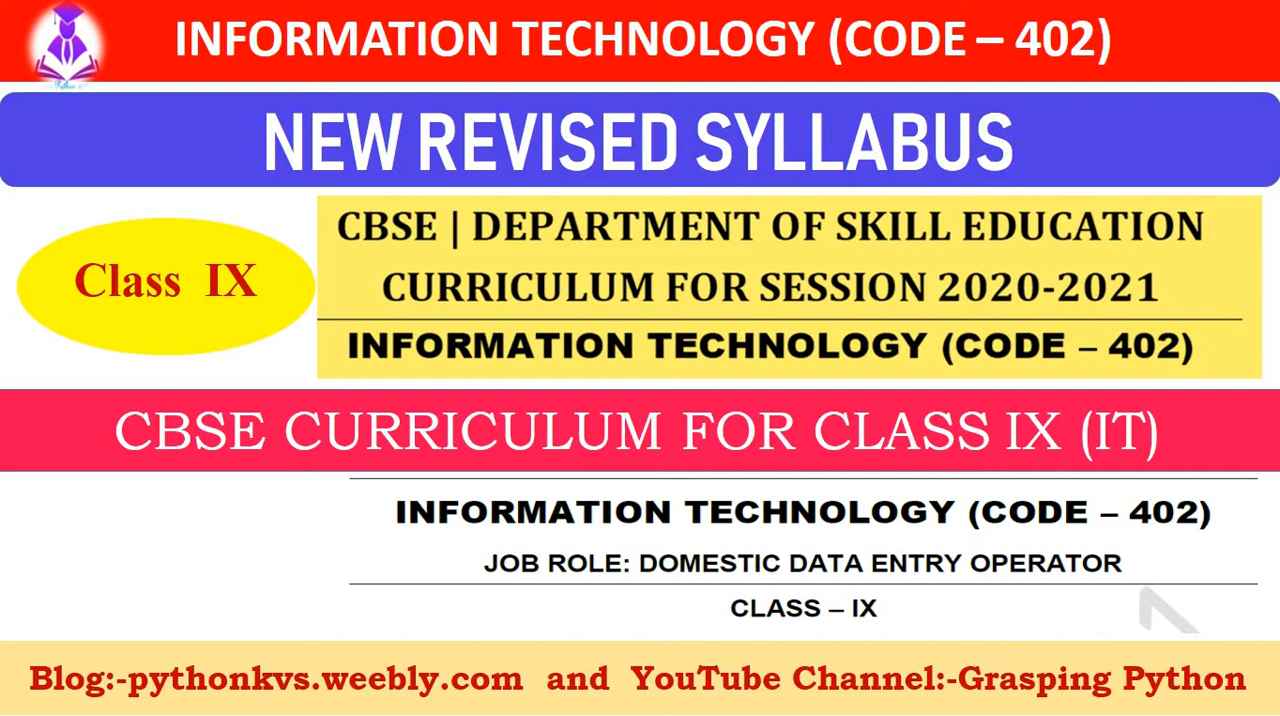 INFORMATION TECHNOLOGY (CODE – 402)
Python
NEW REVISED SYLLABUS
Class IX
CBSE | DEPARTMENT OF SKILL EDUCATION
CURRICULUM FOR SESSION 2020-2021
INFORMATION TECHNOLOGY (CODE – 402)
CBSE CURRICULUM FOR CLASS IX (IT)
INFORMATION TECHNOLOGY (CODE – 402)
JOB ROLE: DOMESTIC DATA ENTRY OPERATOR
CLASS – IX
Blog:-pythonkvs.weebly.com and YouTube Channel:-Grasping Python